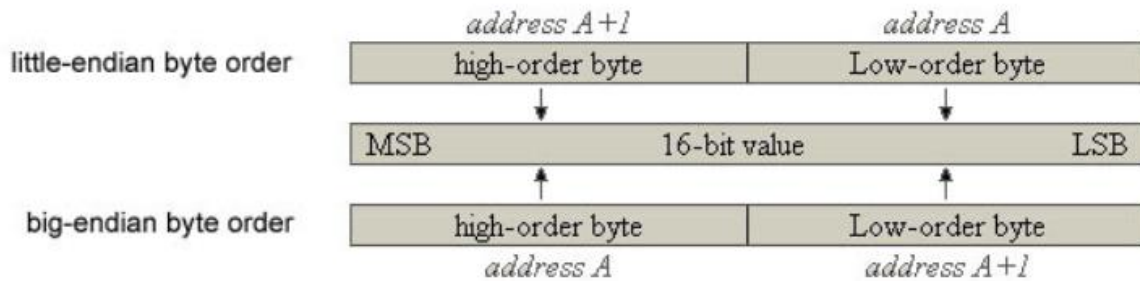 address A+1 address A
little-endian byte order high-order byte Low-order byte
MSB 16-bit value LSB
big-endian byte order high-order byte Low-order byte
address A address A+1